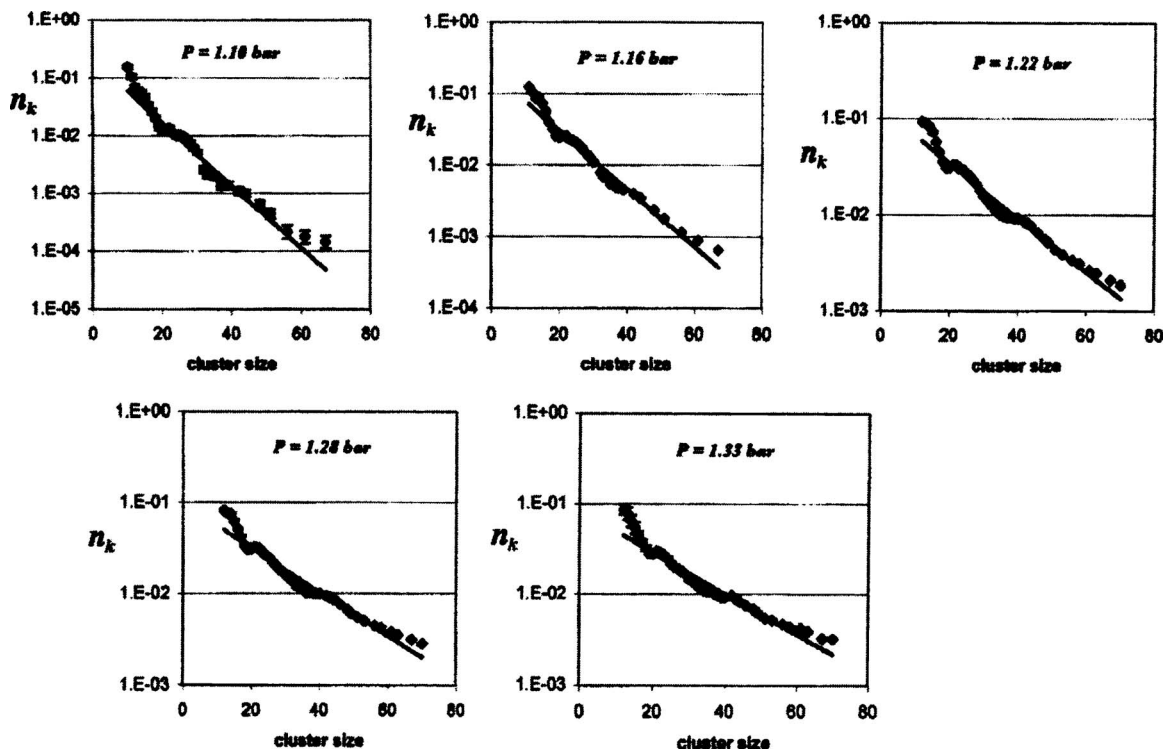 P = 1.10 bar
n_k
1.E+00
1.E-01
1.E-02
1.E-03
1.E-04
1.E-05
0 20 40 60 80
cluster size
P = 1.16 bar
n_k
1.E+00
1.E-01
1.E-02
1.E-03
1.E-04
0 20 40 60 80
cluster size
P = 1.22 bar
n_k
1.E+00
1.E-01
1.E-02
1.E-03
0 20 40 60 80
cluster size
P = 1.28 bar
n_k
1.E+00
1.E-01
1.E-02
1.E-03
0 20 40 60 80
cluster size
P = 1.33 bar
n_k
1.E+00
1.E-01
1.E-02
1.E-03
0 20 40 60 80
cluster size